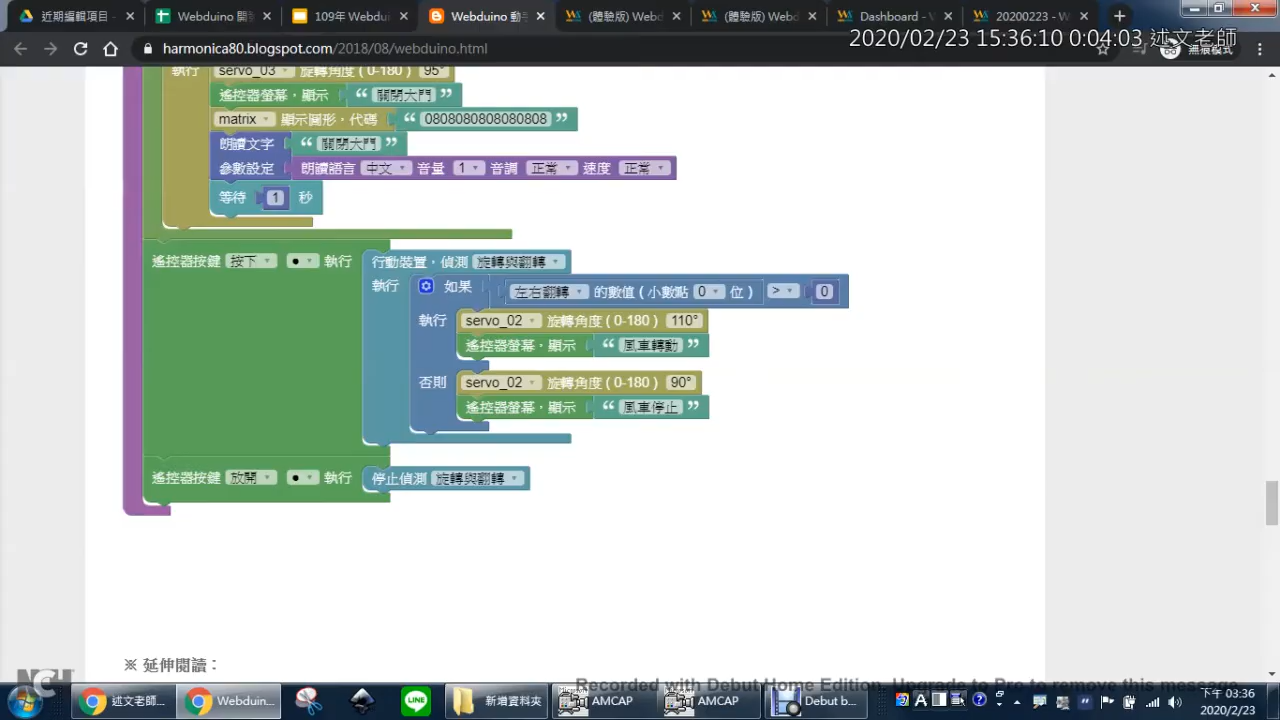 近期編輯項目 -
Webduino 開
109年 Webdui
Webduino 動
(體驗版) Webd
(體驗版) Webd
Dashboard - V
20200223 - W
harmonica80.blogspot.com/2018/08/webduino.html
2020/02/23 15:36:10 0:04:03 述文老師
無痕模式
執行 servo_03 旋轉角度 ( 0-180 ) 95°
遙控器螢幕,顯示 “ 關閉大門 ”
matrix 顯示圖形,代碼 “ 0808080808080808 ”
朗讀文字 “ 關閉大門 ”
參數設定 朗讀語言 中文 音量 1 音調 正常 速度 正常
等待 1 秒
遙控器按鍵 按下 ● 執行 行動裝置,偵測 旋轉與翻轉
執行 如果 左右翻轉 的數值 ( 小數點 0 位 ) > 0
執行 servo_02 旋轉角度 ( 0-180 ) 110°
遙控器螢幕,顯示 “ 風車轉動 ”
否則 servo_02 旋轉角度 ( 0-180 ) 90°
遙控器螢幕,顯示 “ 風車停止 ”
遙控器按鍵 放開 ● 執行 停止偵測 旋轉與翻轉
※ 延伸閱讀:
NCH
Recorded with Debut Home Edition. Upgrade to Pro to remove this message
述文老師...
Webduin...
新增資料夾
AMCAP
AMCAP
Debut b...
下午 03:36
2020/2/23